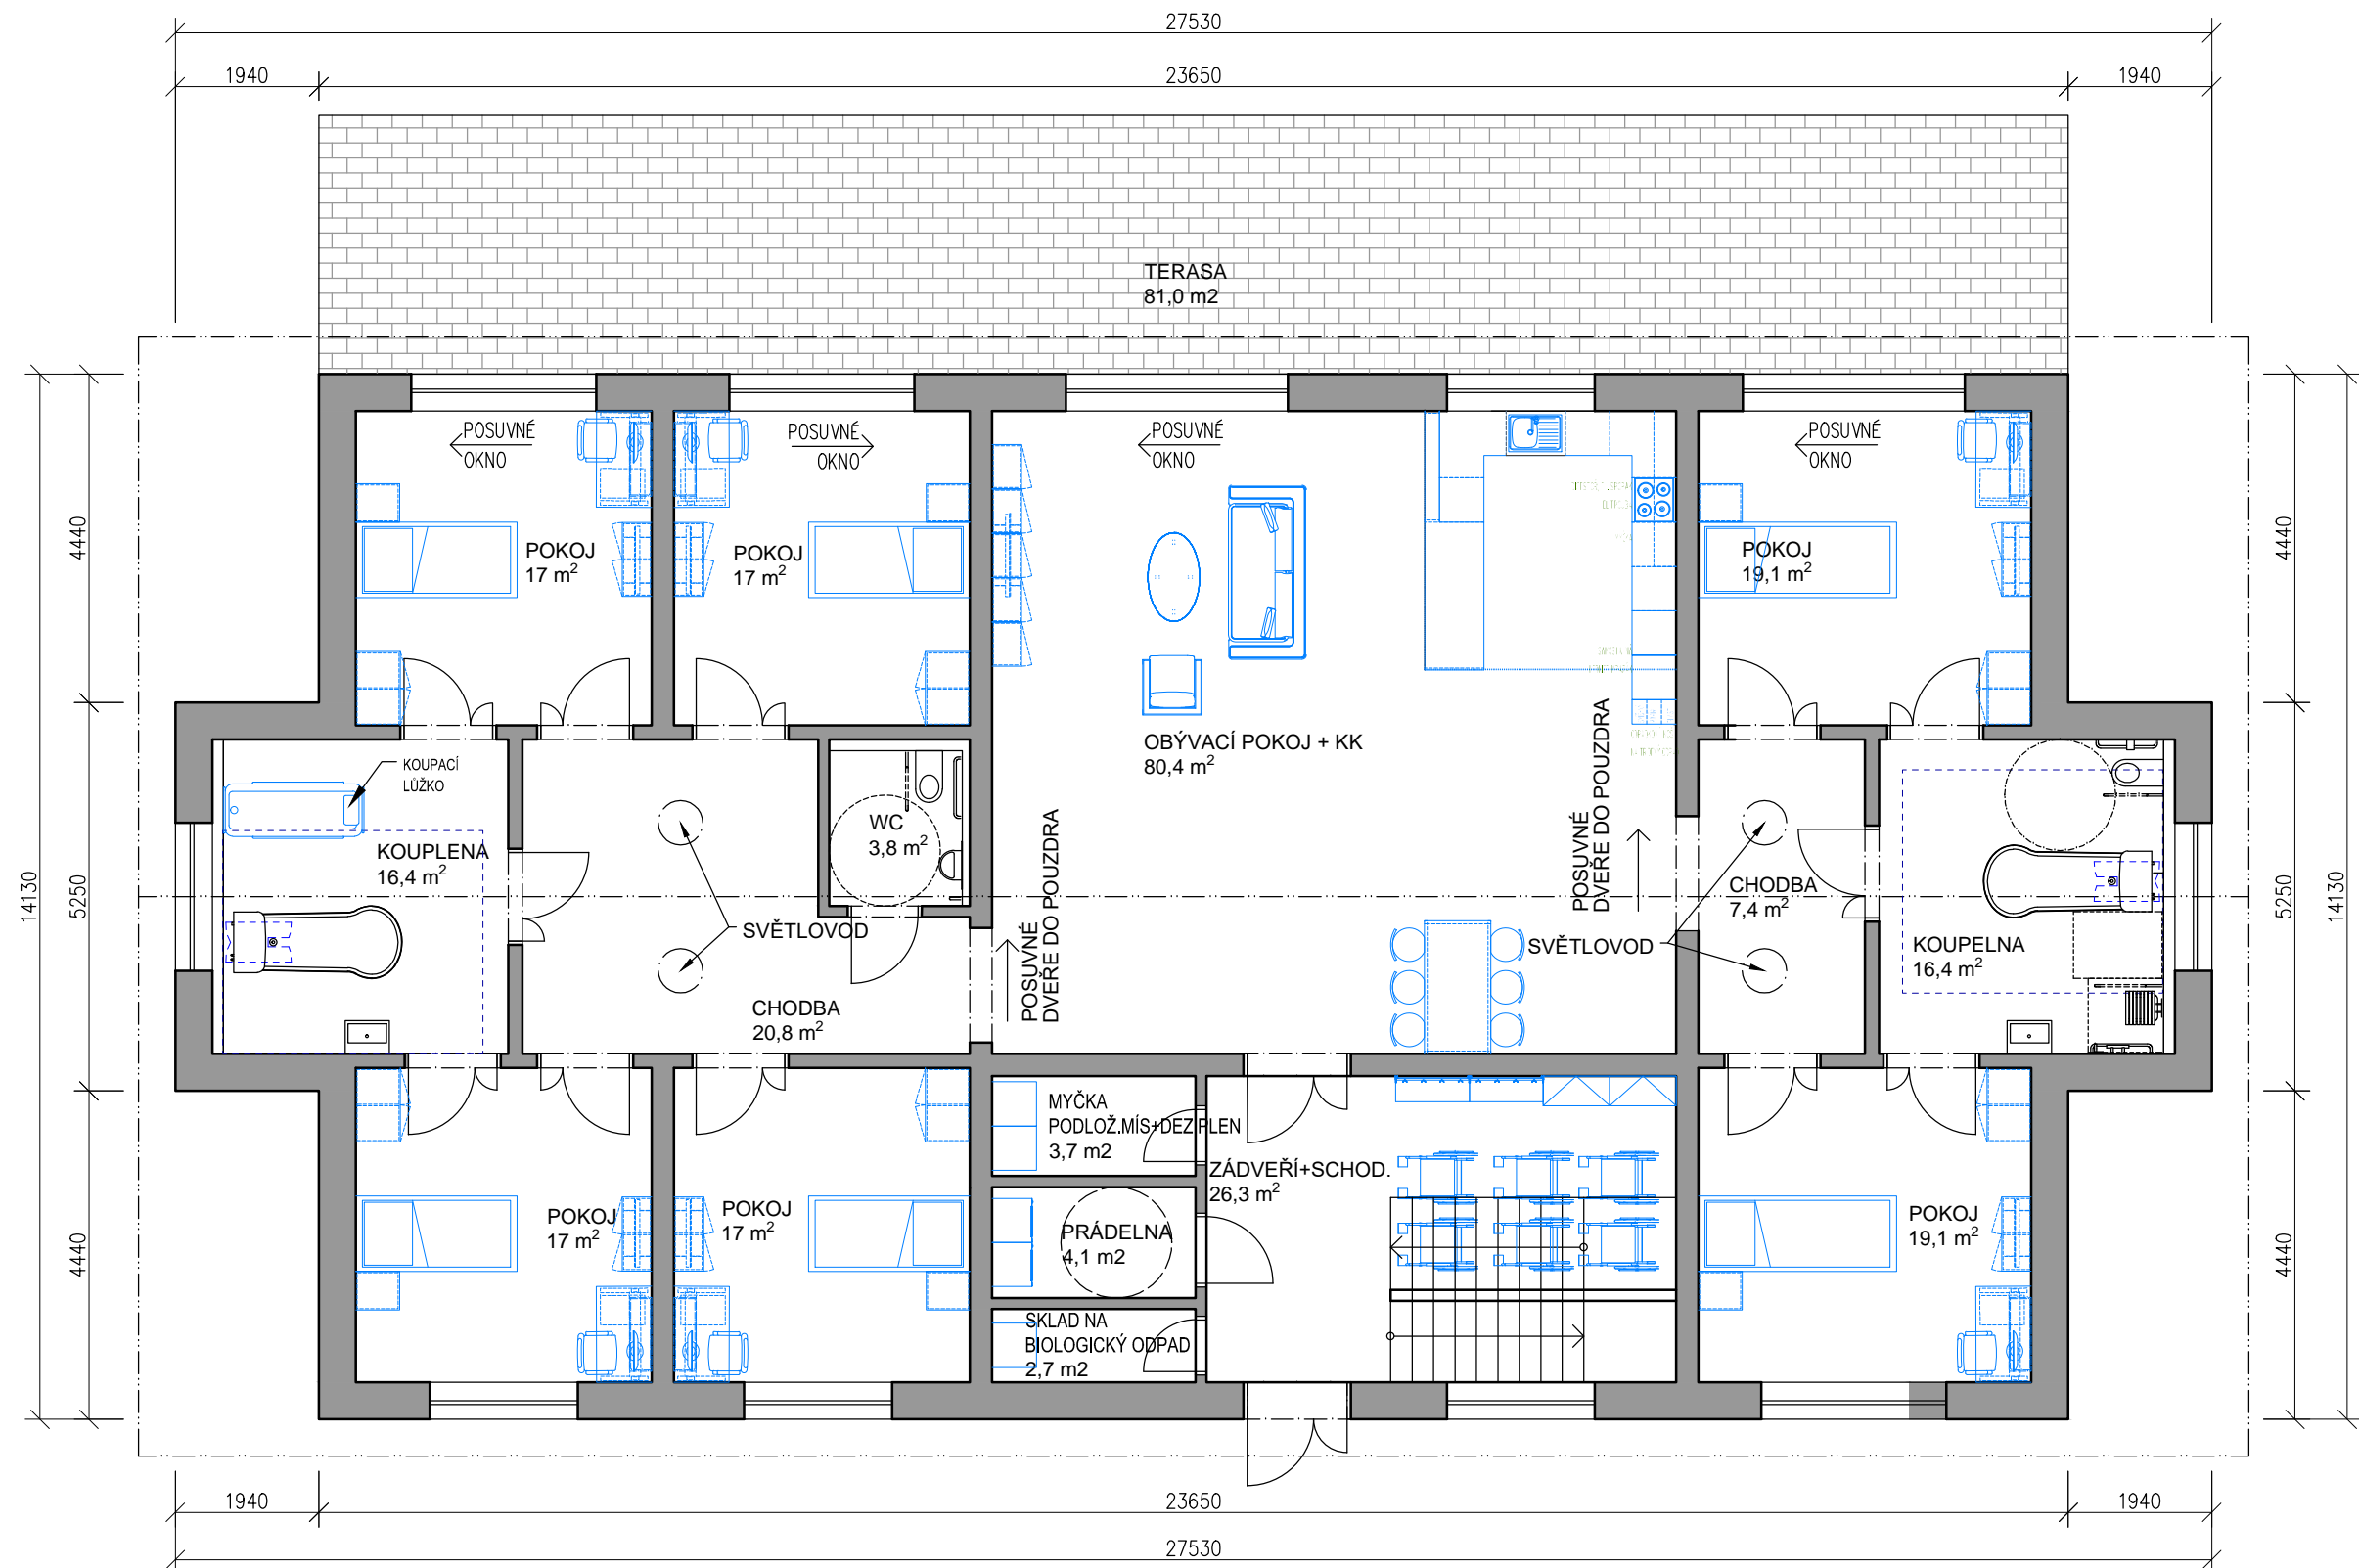 27530
1940
23650
1940
TERASA
81,0 m2
POSUVNÉ
OKNO
POSUVNÉ
OKNO
POSUVNÉ
OKNO
POSUVNÉ
OKNO
4440
4440
POKOJ
17 m²
POKOJ
17 m²
POKOJ
19,1 m²
OBÝVACÍ POKOJ + KK
80,4 m²
KOUPACÍ
LŮŽKO
KOUPLENA
16,4 m²
WC
3,8 m²
POSUVNÉ
DVEŘE DO POUZDRA
POSUVNÉ
DVEŘE DO POUZDRA
14130
5250
CHODBA
7,4 m²
5250
14130
SVĚTLOVOD
SVĚTLOVOD
KOUPELNA
16,4 m²
CHODBA
20,8 m²
MYČKA
PODLOŽ.MÍS+DEZIPLEN
3,7 m2
ZÁDVEŘÍ+SCHOD.
26,3 m²
POKOJ
17 m²
POKOJ
17 m²
PRÁDELNA
4,1 m2
POKOJ
19,1 m²
4440
4440
SKLAD NA
BIOLOGICKÝ ODPAD
2,7 m2
1940
23650
1940
27530